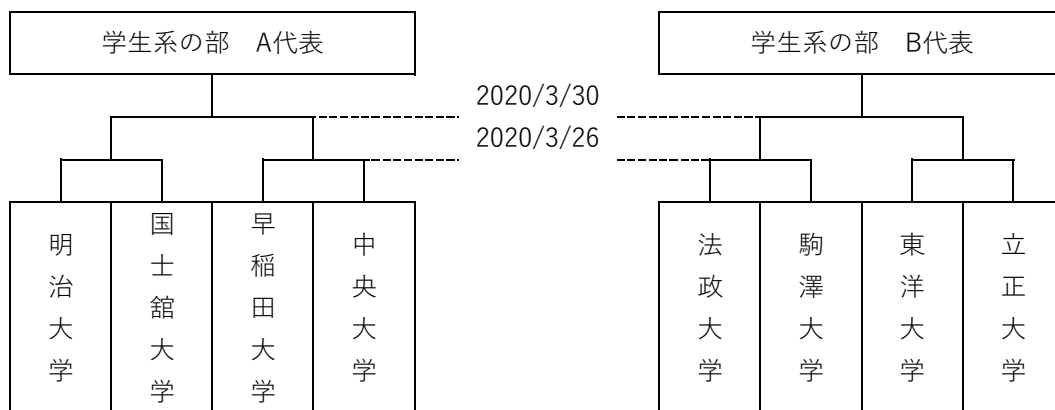 学生系の部　A代表
学生系の部　B代表
2020/3/30
2020/3/26
明治大学
国士舘大学
早稲田大学
中央大学
法政大学
駒澤大学
東洋大学
立正大学